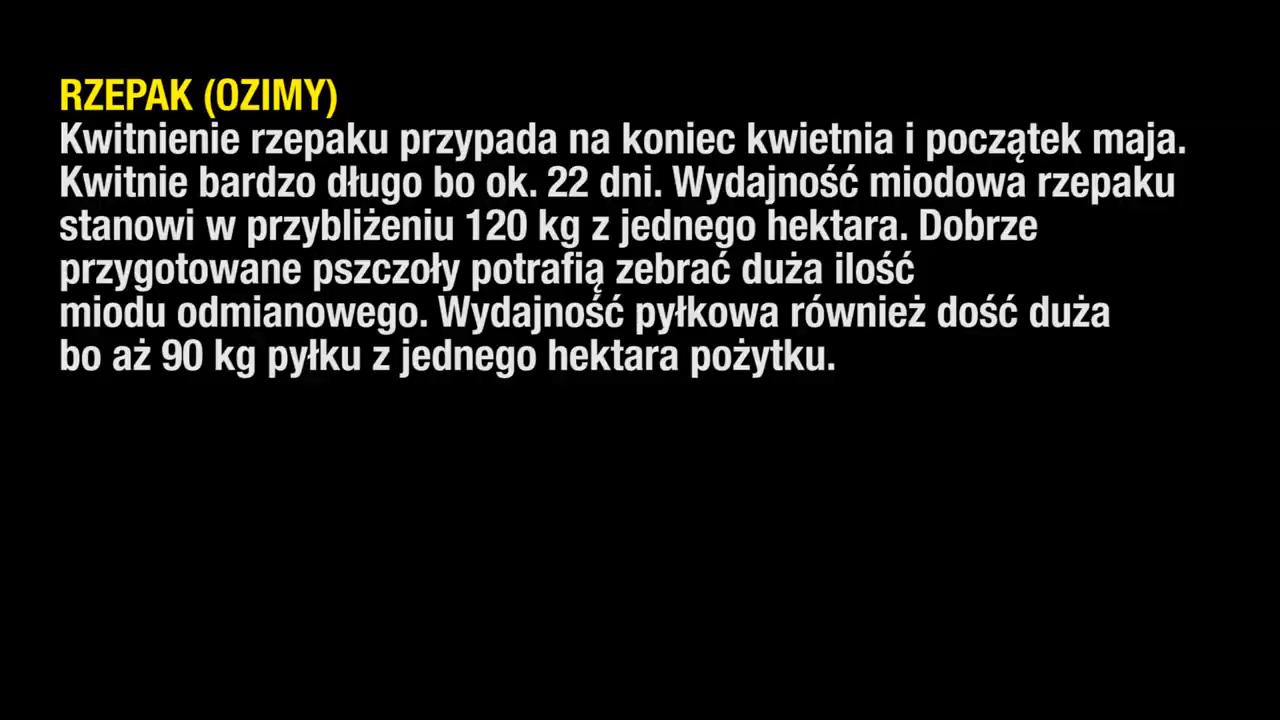 RZEPAK (OZIMY)
Kwitnienie rzepaku przypada na koniec kwietnia i początek maja.
Kwitnie bardzo długo bo ok. 22 dni. Wydajność miodowa rzepaku
stanowi w przybliżeniu 120 kg z jednego hektara. Dobrze
przygotowane pszczoły potrafią zebrać duża ilość
miodu odmianowego. Wydajność pyłkowa również dość duża
bo aż 90 kg pyłku z jednego hektara pożytku.